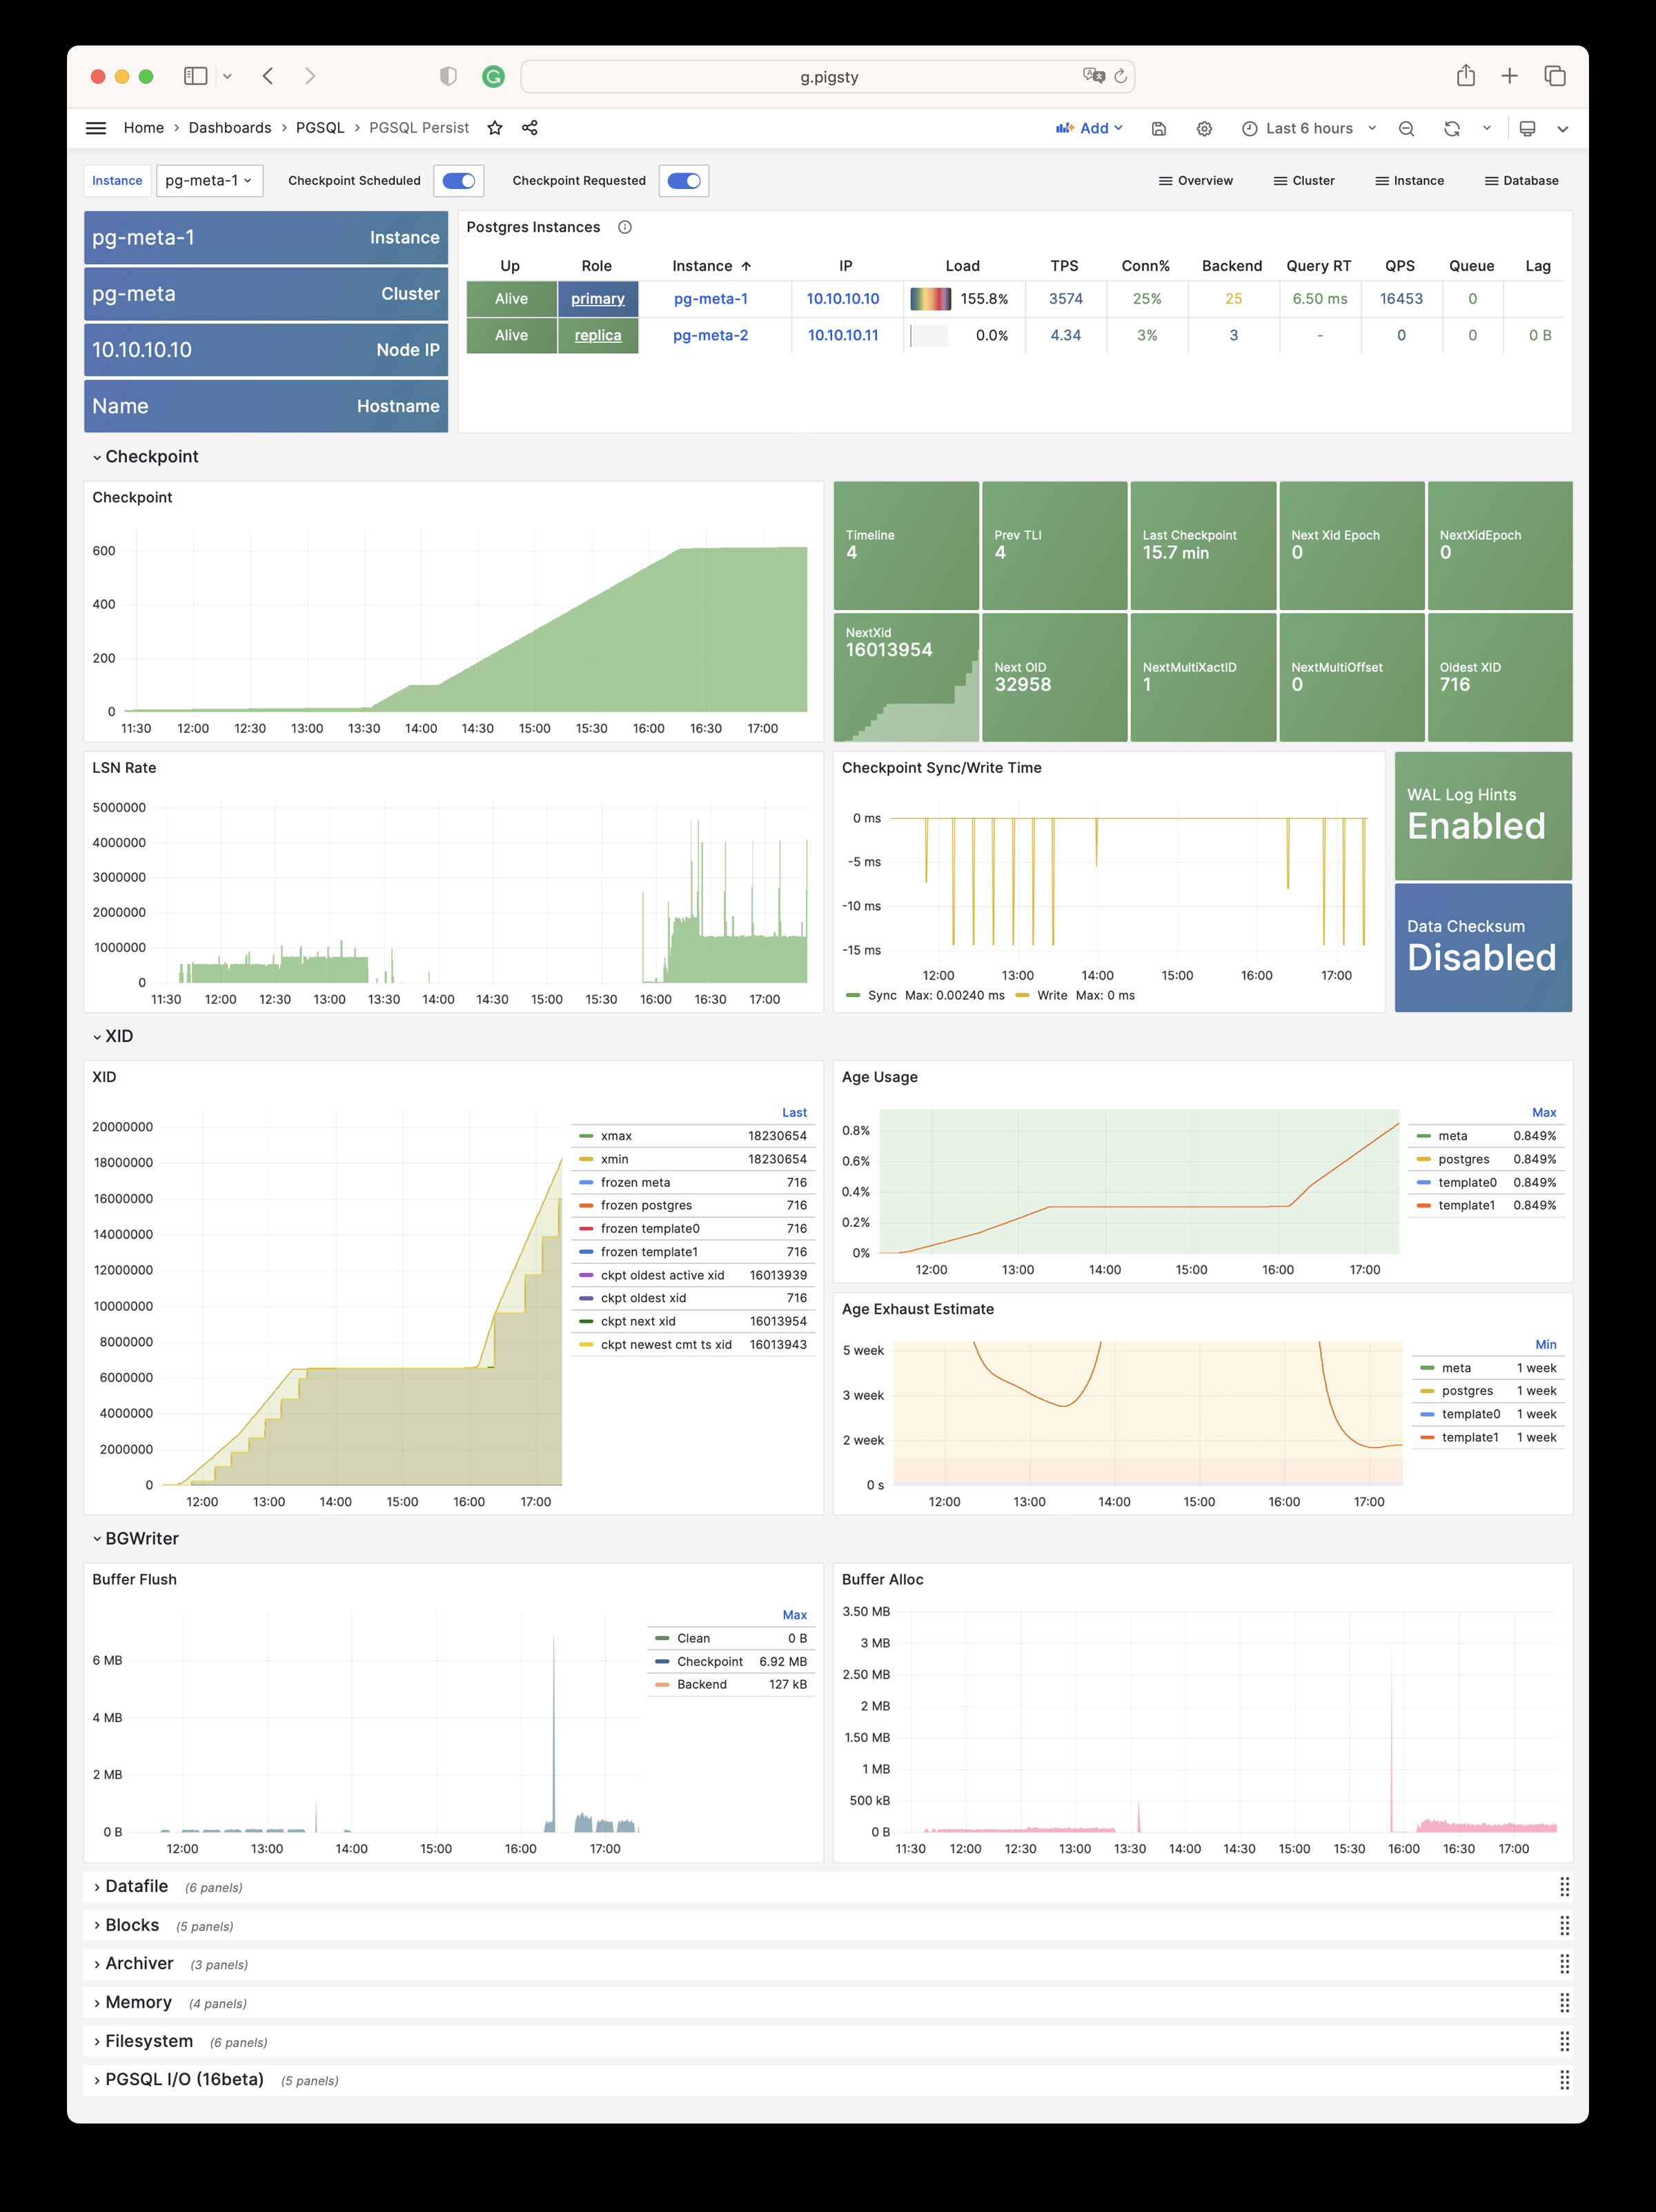 g.pigsty
Home › Dashboards › PGSQL › PGSQL Persist
Add
Last 6 hours
Instance pg-meta-1 Checkpoint Scheduled Checkpoint Requested
Overview Cluster Instance Database
pg-meta-1 Instance
pg-meta Cluster
10.10.10.10 Node IP
Name Hostname
Postgres Instances
Up Role Instance IP Load TPS Conn% Backend Query RT QPS Queue Lag
Alive primary pg-meta-1 10.10.10.10 155.8% 3574 25% 25 6.50 ms 16453 0
Alive replica pg-meta-2 10.10.10.11 0.0% 4.34 3% 3 - 0 0 0 B
Checkpoint
Checkpoint
600
400
200
0
11:30 12:00 12:30 13:00 13:30 14:00 14:30 15:00 15:30 16:00 16:30 17:00
Timeline
4
Prev TLI
4
Last Checkpoint
15.7 min
Next Xid Epoch
0
NextXidEpoch
0
NextXid
16013954
Next OID
32958
NextMultiXactID
1
NextMultiOffset
0
Oldest XID
716
LSN Rate
5000000
4000000
3000000
2000000
1000000
0
11:30 12:00 12:30 13:00 13:30 14:00 14:30 15:00 15:30 16:00 16:30 17:00
Checkpoint Sync/Write Time
0 ms
-5 ms
-10 ms
-15 ms
12:00 13:00 14:00 15:00 16:00 17:00
Sync Max: 0.00240 ms Write Max: 0 ms
WAL Log Hints
Enabled
Data Checksum
Disabled
XID
XID
20000000
18000000
16000000
14000000
12000000
10000000
8000000
6000000
4000000
2000000
0
12:00 13:00 14:00 15:00 16:00 17:00
Last
xmax 18230654
xmin 18230654
frozen meta 716
frozen postgres 716
frozen template0 716
frozen template1 716
ckpt oldest active xid 16013939
ckpt oldest xid 716
ckpt next xid 16013954
ckpt newest cmt ts xid 16013943
Age Usage
0.8%
0.6%
0.4%
0.2%
0%
12:00 13:00 14:00 15:00 16:00 17:00
Max
meta 0.849%
postgres 0.849%
template0 0.849%
template1 0.849%
Age Exhaust Estimate
5 week
3 week
2 week
0 s
12:00 13:00 14:00 15:00 16:00 17:00
Min
meta 1 week
postgres 1 week
template0 1 week
template1 1 week
BGWriter
Buffer Flush
6 MB
4 MB
2 MB
0 B
12:00 13:00 14:00 15:00 16:00 17:00
Max
Clean 0 B
Checkpoint 6.92 MB
Backend 127 kB
Buffer Alloc
3.50 MB
3 MB
2.50 MB
2 MB
1.50 MB
1 MB
500 kB
0 B
11:30 12:00 12:30 13:00 13:30 14:00 14:30 15:00 15:30 16:00 16:30 17:00
Datafile (6 panels)
Blocks (5 panels)
Archiver (3 panels)
Memory (4 panels)
Filesystem (6 panels)
PGSQL I/O (16beta) (5 panels)